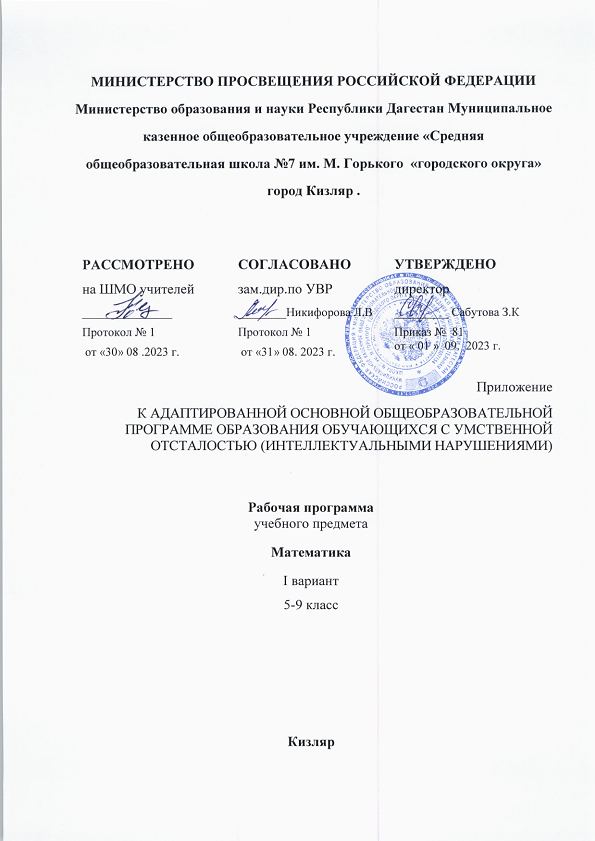 МИНИСТЕРСТВО ПРОСВЕЩЕНИЯ РОССИЙСКОЙ ФЕДЕРАЦИИ
Министерство образования и науки Республики Дагестан Муниципальное
казенное общеобразовательное учреждение «Средняя
общеобразовательная школа №7 им. М. Горького «городского округа»
город Кизляр .
РАССМОТРЕНО СОГЛАСОВАНО УТВЕРЖДЕНО
на ШМО учителей зам.дир.по УВР директор
Никифорова Л.В Сабутова З.К
Протокол № 1 Протокол № 1 Приказ № 81
от «30» 08 .2023 г. от «31» 08. 2023 г. от « 01 » 09. 2023 г.
Приложение
К АДАПТИРОВАННОЙ ОСНОВНОЙ ОБЩЕОБРАЗОВАТЕЛЬНОЙ
ПРОГРАММЕ ОБРАЗОВАНИЯ ОБУЧАЮЩИХСЯ С УМСТВЕННОЙ
ОТСТАЛОСТЬЮ (ИНТЕЛЛЕКТУАЛЬНЫМИ НАРУШЕНИЯМИ)
Рабочая программа
учебного предмета
Математика
I вариант
5-9 класс
Кизляр